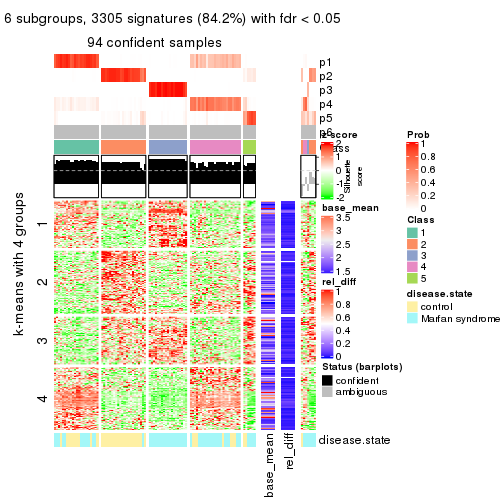 6 subgroups, 3305 signatures (84.2%) with fdr < 0.05
94 confident samples
p1
p2
p3
p4
p5
p6
Class
Silhouette
score
k-means with 4 groups
1
2
3
4
base_mean
rel_diff
disease.state
z-score
2
1
0
-1
-2
base_mean
3.5
3
2.5
2
1.5
rel_diff
1
0.8
0.6
0.4
0.2
0
Status (barplots)
confident
ambiguous
Prob
1
0.8
0.6
0.4
0.2
0
Class
1
2
3
4
5
disease.state
control
Marfan syndrome